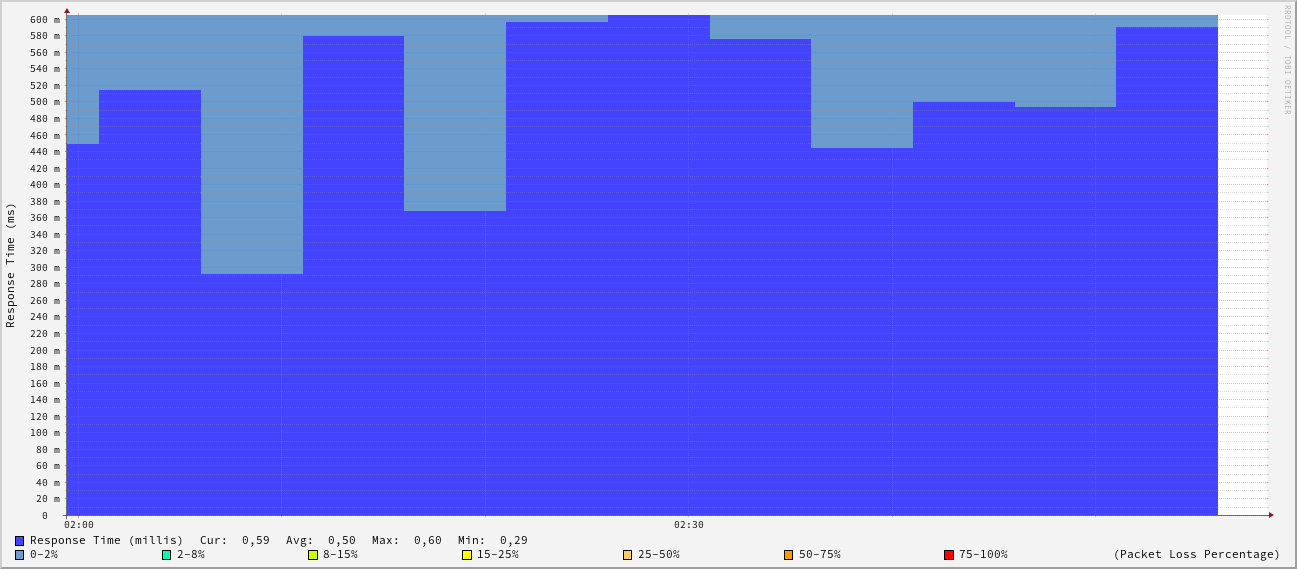 600 m
580 m
560 m
540 m
520 m
500 m
480 m
460 m
440 m
420 m
400 m
380 m
360 m
340 m
320 m
300 m
280 m
260 m
240 m
220 m
200 m
180 m
160 m
140 m
120 m
100 m
80 m
60 m
40 m
20 m
0
Response Time (ms)
RRDTOOL / TOBI OETIKER
02:00 02:30
Response Time (millis) Cur: 0,59 Avg: 0,50 Max: 0,60 Min: 0,29
0-2% 2-8% 8-15% 15-25% 25-50% 50-75% 75-100% (Packet Loss Percentage)